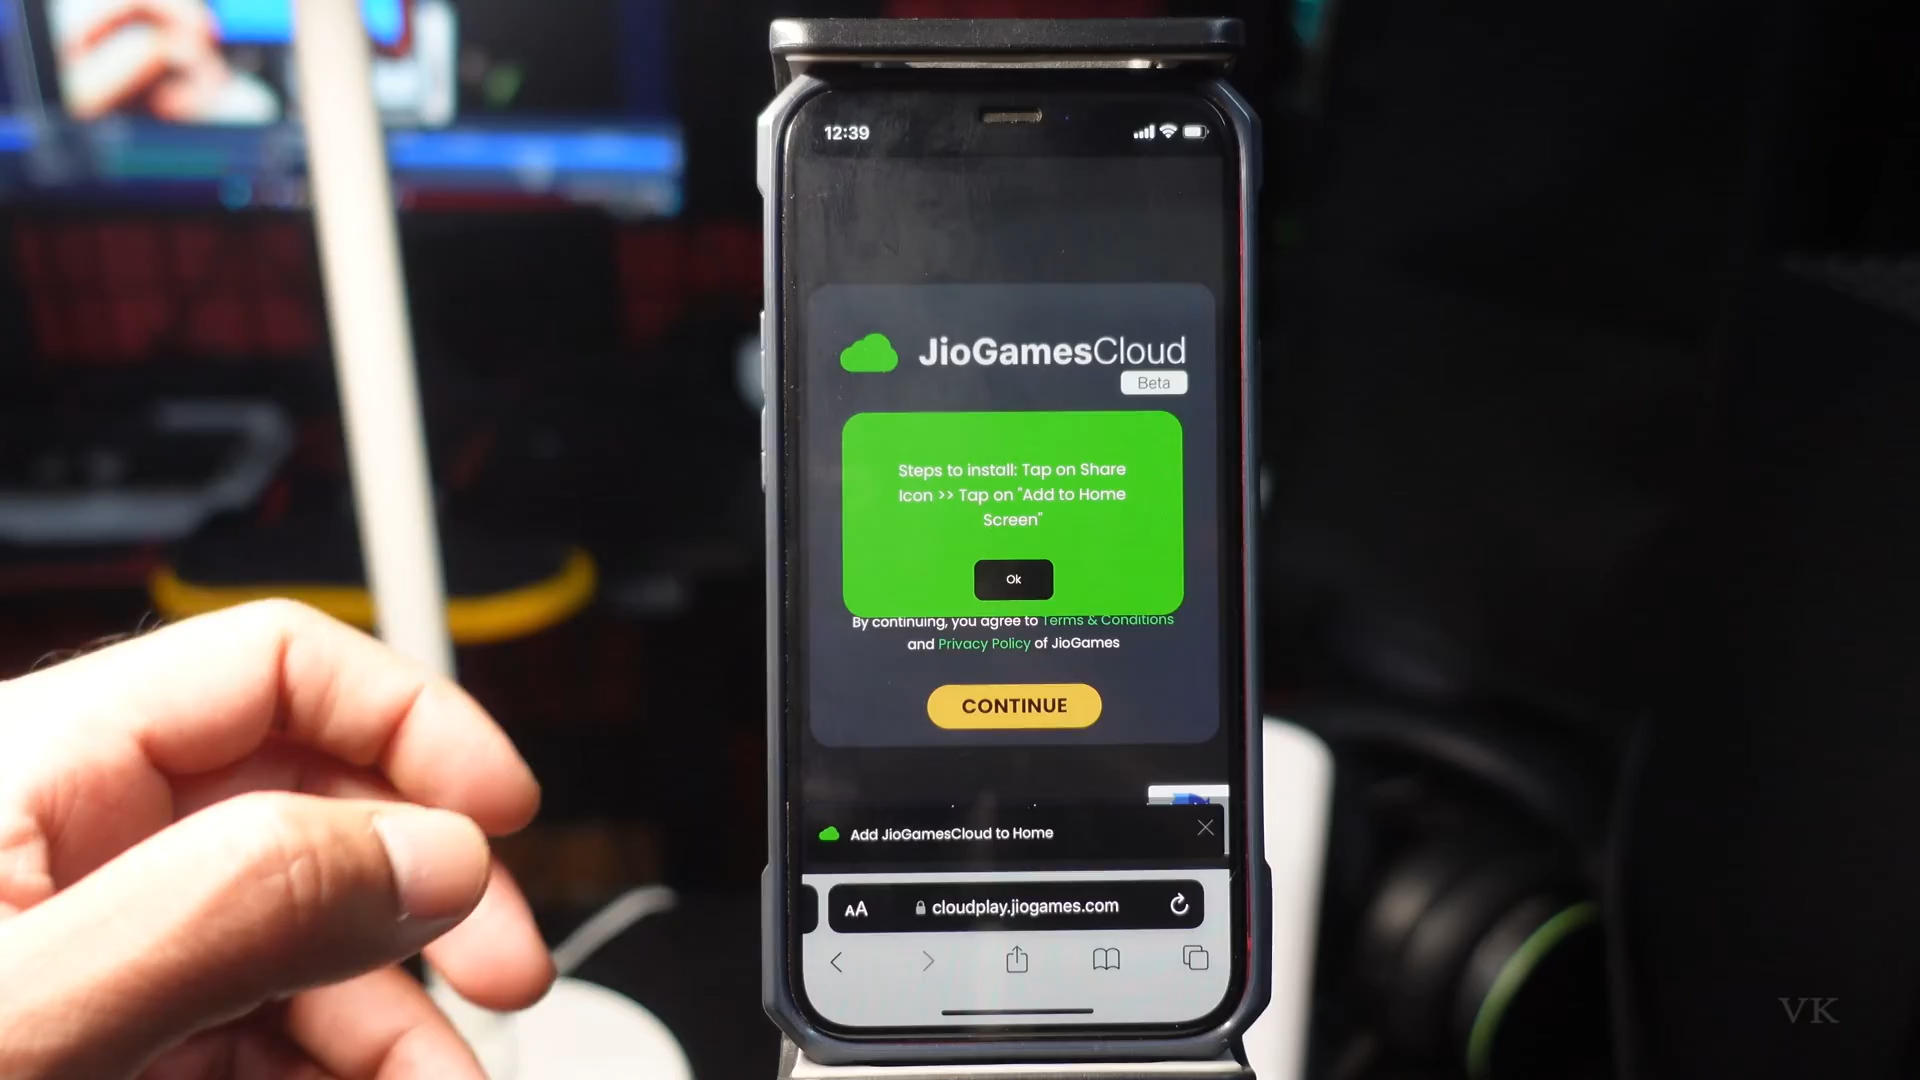 12:39
JioGamesCloud
Beta
Steps to install: Tap on Share
Icon >> Tap on "Add to Home
Screen"
Ok
By continuing, you agree to Terms & Conditions
and Privacy Policy of JioGames
CONTINUE
Add JioGamesCloud to Home
AA
cloudplay.jiogames.com
VK